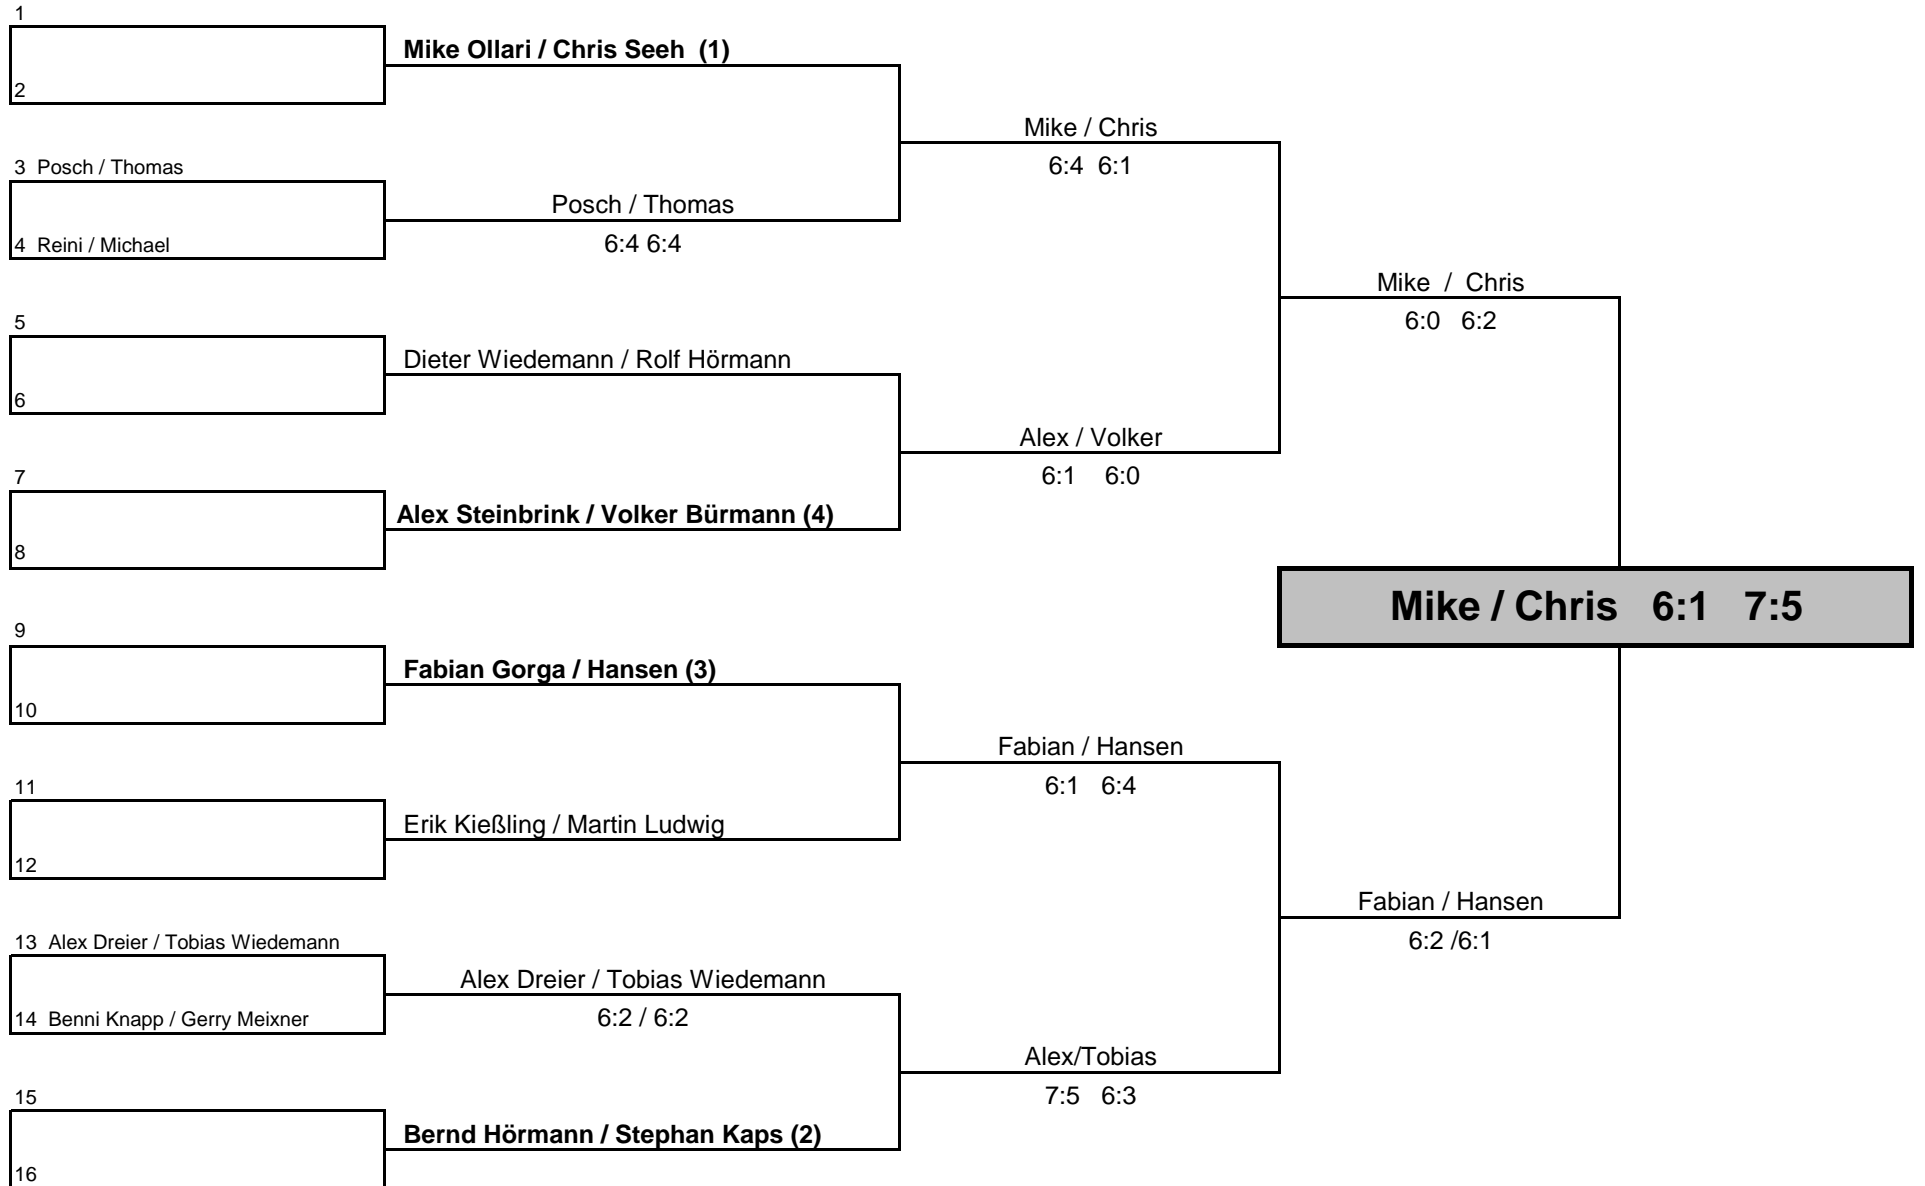 1
Mike Ollari / Chris Seeh  (1)
2
Mike / Chris
3  Posch / Thomas
6:4  6:1
Posch / Thomas
4  Reini / Michael
6:4 6:4
Mike  /  Chris
5
6:0   6:2
Dieter Wiedemann / Rolf Hörmann
6
Alex / Volker
7
6:1    6:0
Alex Steinbrink / Volker Bürmann (4)
8
Mike / Chris   6:1   7:5
9
Fabian Gorga / Hansen (3)
10
Fabian / Hansen
11
6:1   6:4
Erik Kießling / Martin Ludwig
12
Fabian / Hansen
13  Alex Dreier / Tobias Wiedemann
6:2 /6:1
Alex Dreier / Tobias Wiedemann
14  Benni Knapp / Gerry Meixner
6:2 / 6:2
Alex/Tobias
15
7:5   6:3
Bernd Hörmann / Stephan Kaps (2)
16